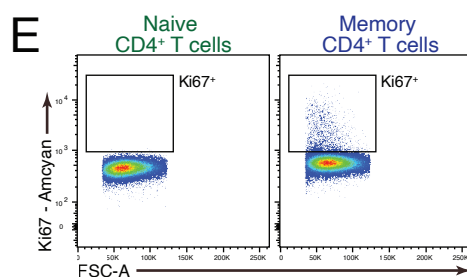 E
Naive
CD4⁺ T cells
Memory
CD4⁺ T cells
Ki67⁺
Ki67⁺
Ki67 - Amcyan
10⁴
10³
10²
0
0 50K 100K 150K 200K 250K
0 50K 100K 150K 200K 250K
FSC-A